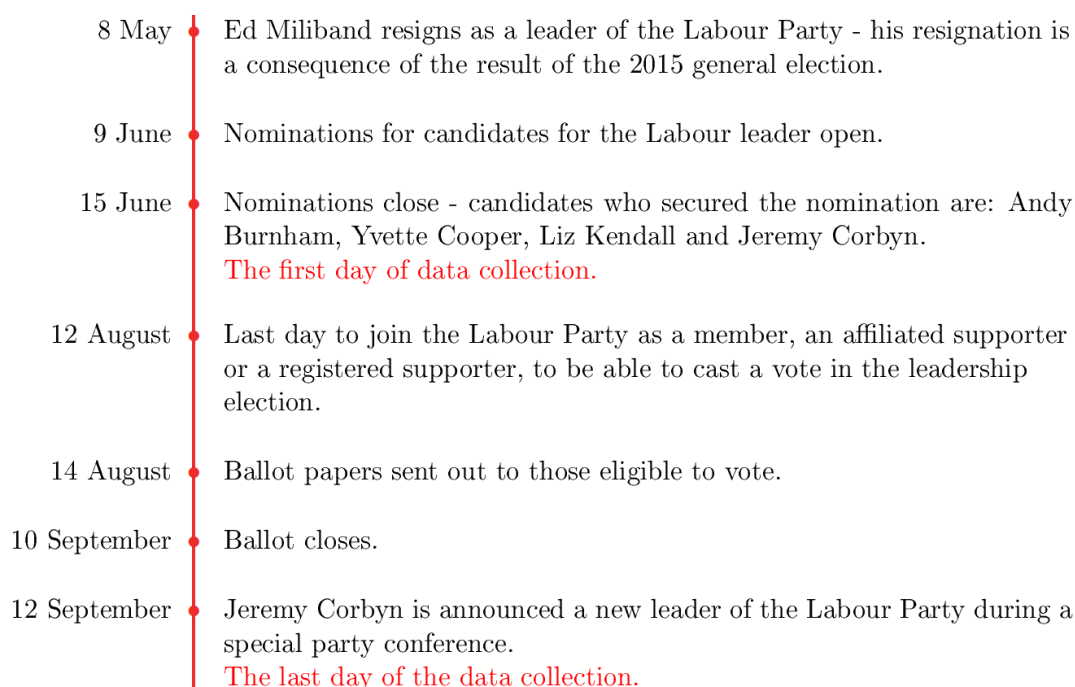 8 May Ed Miliband resigns as a leader of the Labour Party - his resignation is
a consequence of the result of the 2015 general election.
9 June Nominations for candidates for the Labour leader open.
15 June Nominations close - candidates who secured the nomination are: Andy
Burnham, Yvette Cooper, Liz Kendall and Jeremy Corbyn.
The first day of data collection.
12 August Last day to join the Labour Party as a member, an affiliated supporter
or a registered supporter, to be able to cast a vote in the leadership
election.
14 August Ballot papers sent out to those eligible to vote.
10 September Ballot closes.
12 September Jeremy Corbyn is announced a new leader of the Labour Party during a
special party conference.
The last day of the data collection.